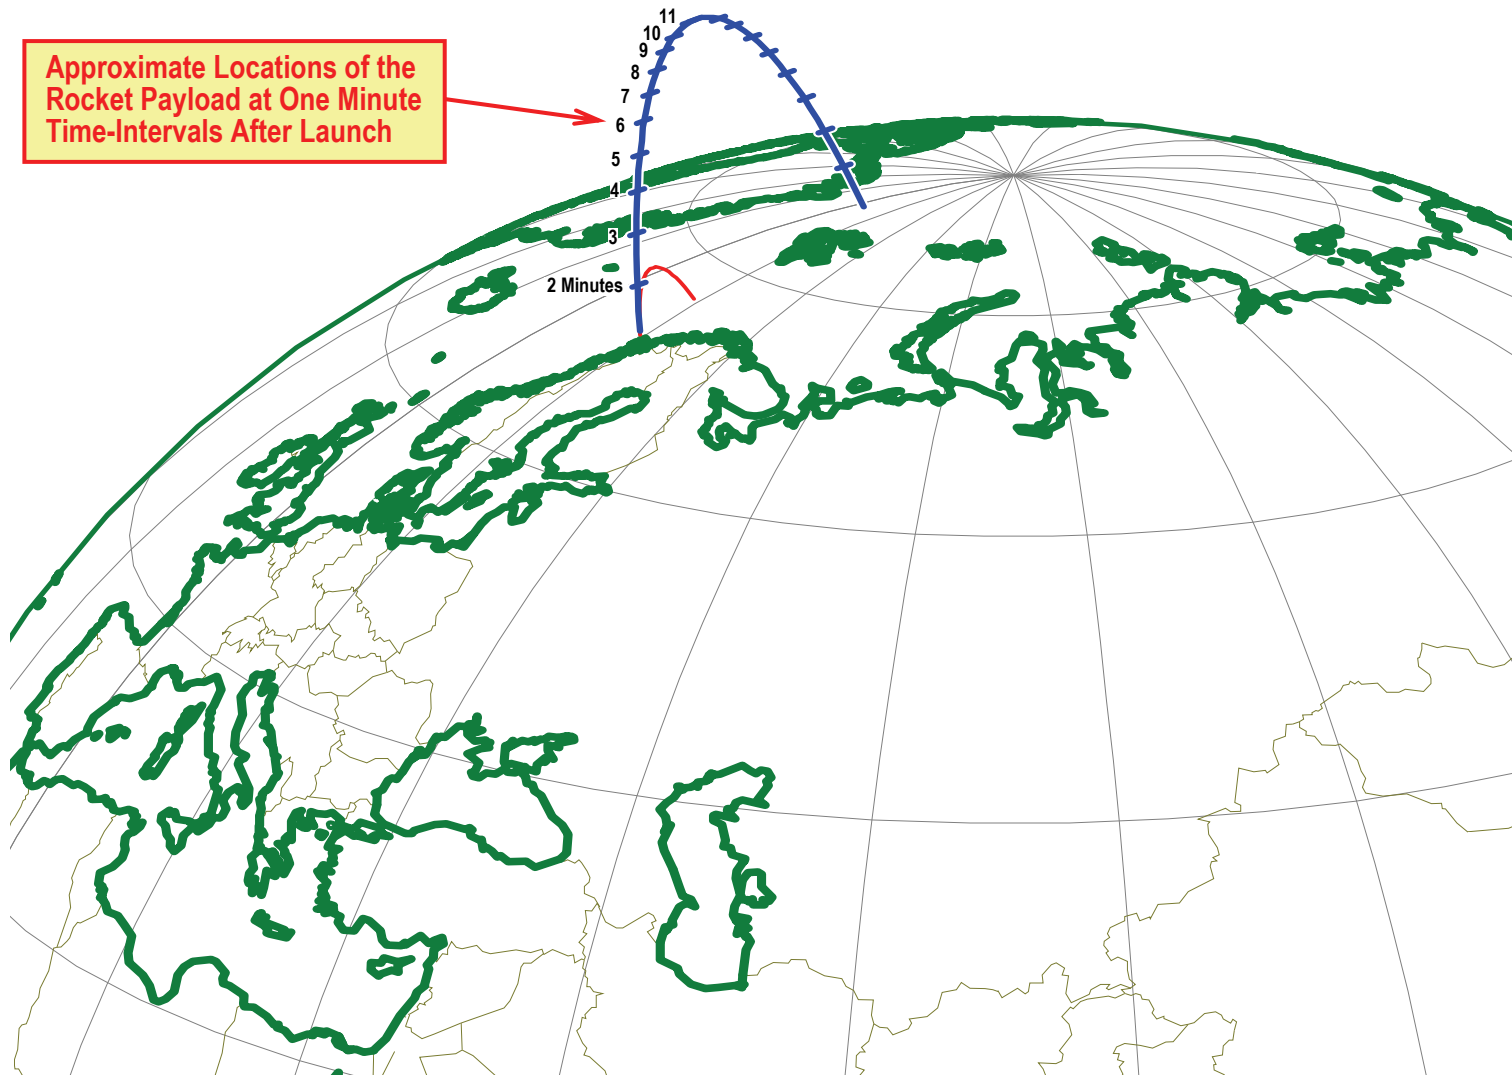 11
10
9
8
7
6
5
4
3
2 Minutes
Approximate Locations of the
Rocket Payload at One Minute
Time-Intervals After Launch